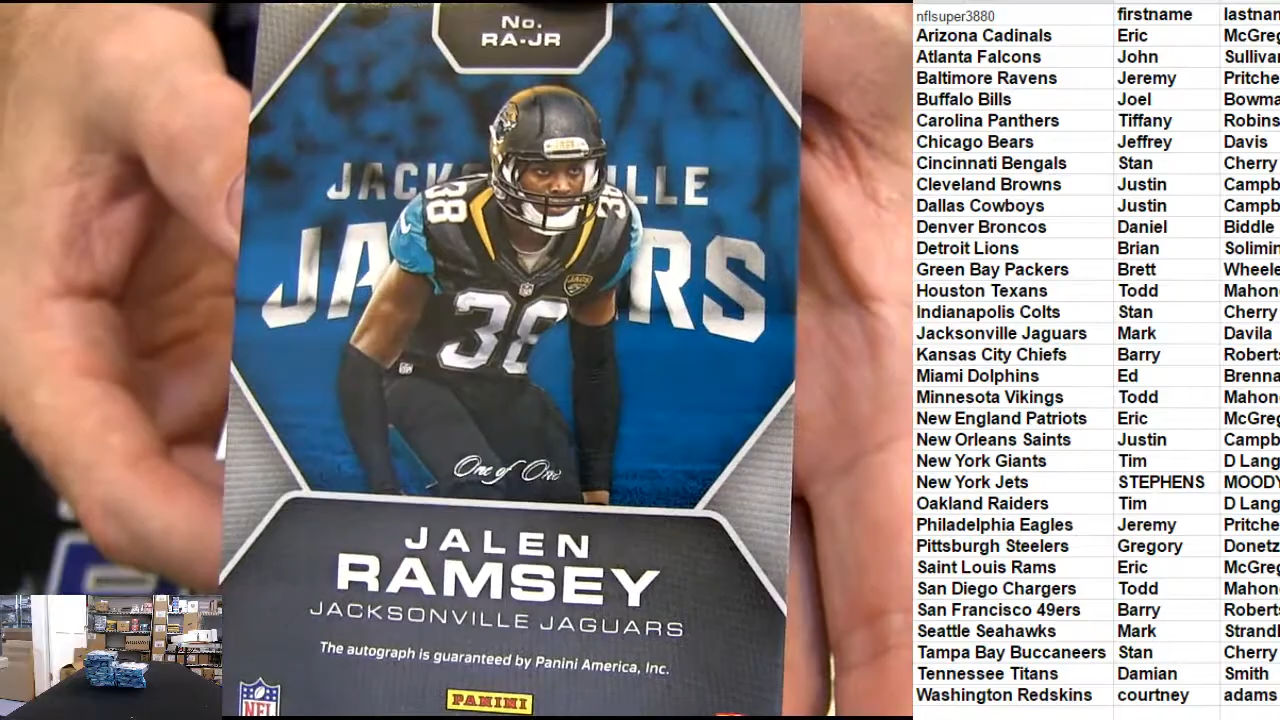 No.
RA-JR
38
38
JAGS
38
One of One
JALEN
RAMSEY
JACKSONVILLE JAGUARS
The autograph is guaranteed by Panini America, Inc.
PANINI
NFL
nflsuper3880 firstname
Arizona Cadinals Eric
Atlanta Falcons John
Baltimore Ravens Jeremy
Buffalo Bills Joel
Carolina Panthers Tiffany
Chicago Bears Jeffrey Davis
Cincinnati Bengals Stan Cherry
Cleveland Browns Justin
Dallas Cowboys Justin
Denver Broncos Daniel Biddle
Detroit Lions Brian
Green Bay Packers Brett
Houston Texans Todd
Indianapolis Colts Stan Cherry
Jacksonville Jaguars Mark Davila
Kansas City Chiefs Barry
Miami Dolphins Ed
Minnesota Vikings Todd
New England Patriots Eric
New Orleans Saints Justin
New York Giants Tim D Lang
New York Jets STEPHENS MOODY
Oakland Raiders Tim D Lang
Philadelphia Eagles Jeremy
Pittsburgh Steelers Gregory
Saint Louis Rams Eric
San Diego Chargers Todd
San Francisco 49ers Barry
Seattle Seahawks Mark
Tampa Bay Buccaneers Stan Cherry
Tennessee Titans Damian Smith
Washington Redskins courtney adams